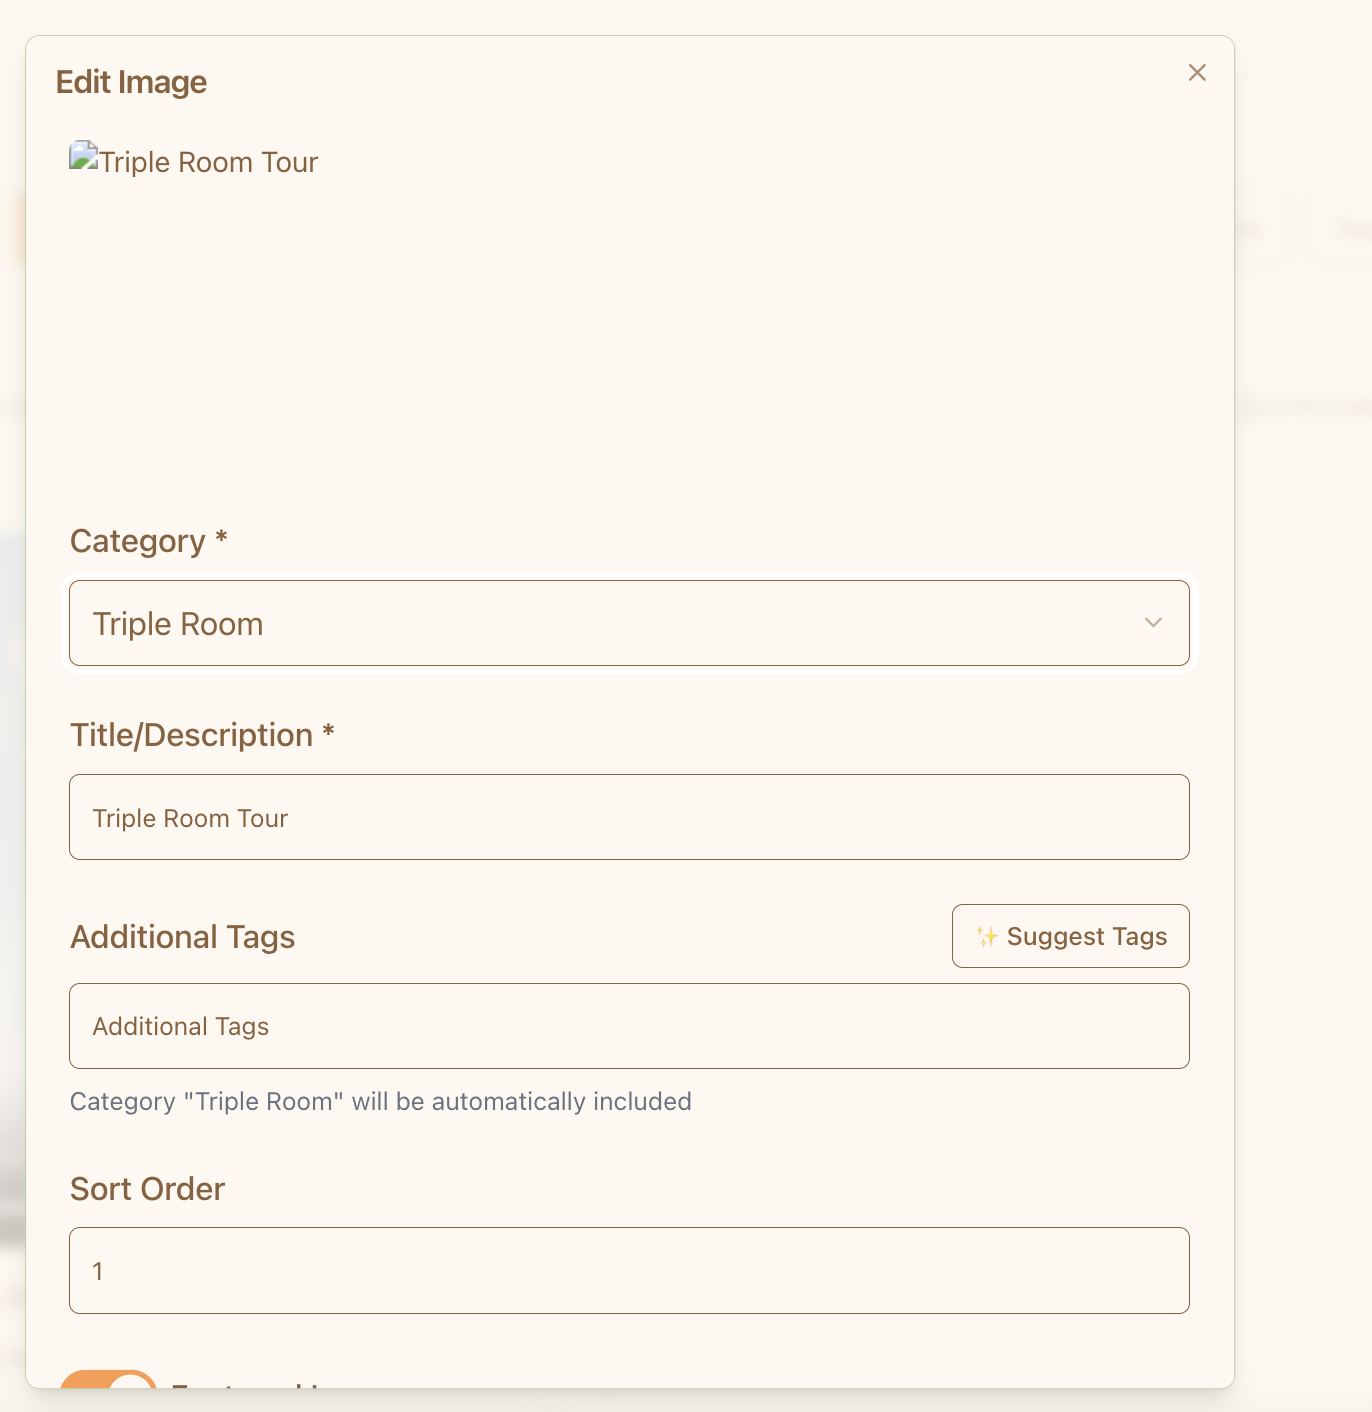 Edit Image
Triple Room Tour
Category *
Triple Room
Title/Description *
Triple Room Tour
Additional Tags
✨ Suggest Tags
Additional Tags
Category "Triple Room" will be automatically included
Sort Order
1